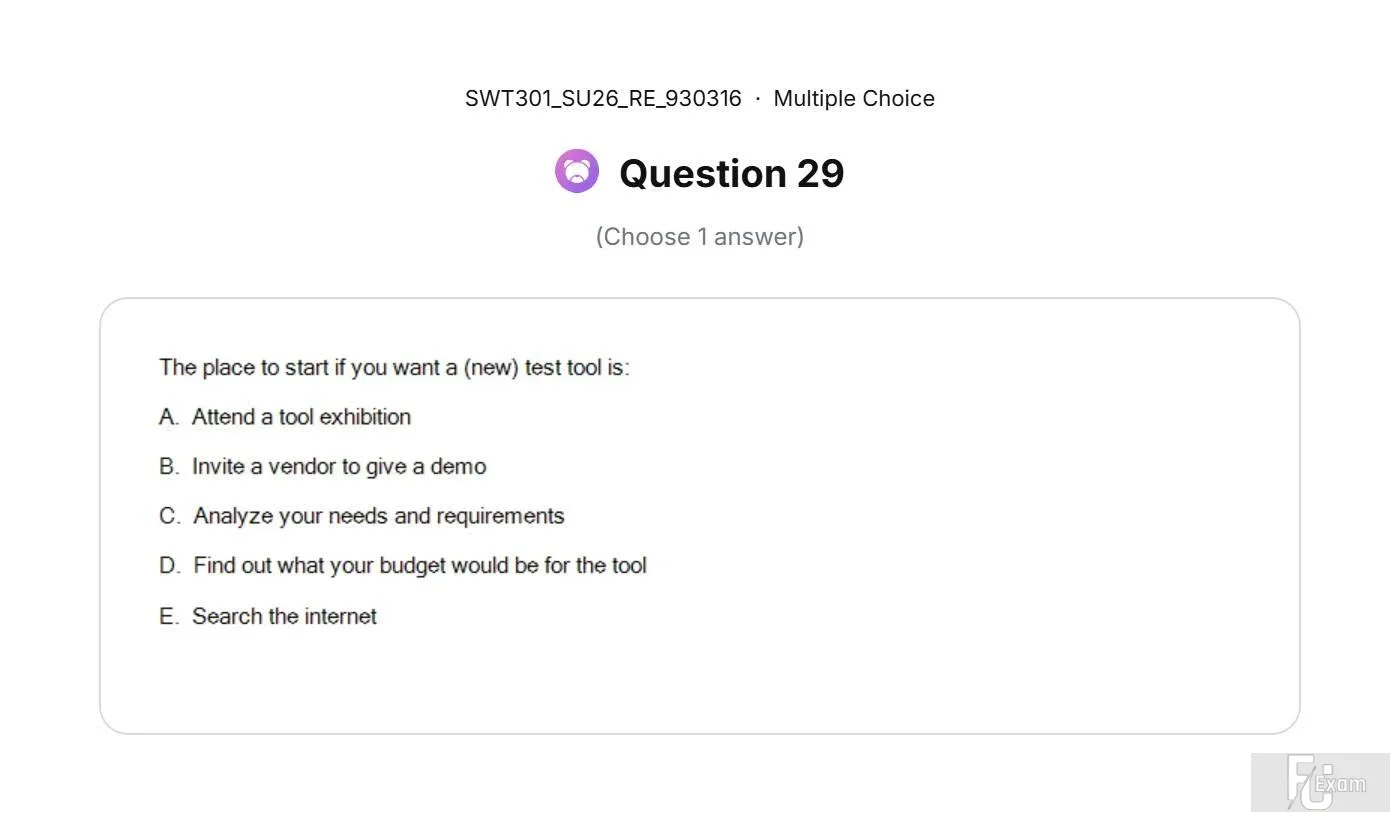 SWT301_SU26_RE_930316 · Multiple Choice
Question 29
(Choose 1 answer)
The place to start if you want a (new) test tool is:
A. Attend a tool exhibition
B. Invite a vendor to give a demo
C. Analyze your needs and requirements
D. Find out what your budget would be for the tool
E. Search the internet
Exam